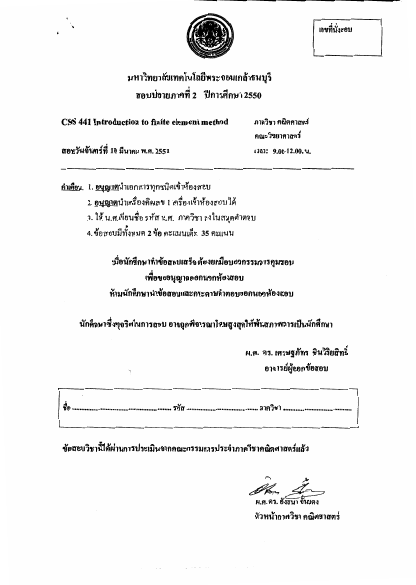 เลขที่นั่งสอบ
มหาวิทยาลัยเทคโนโลยีพระจอมเกล้าธนบุรี
สอบปลายภาคที่ 2 ปีการศึกษา 2550
CSS 441 Introduction to finite element method
ภาควิชา คณิตศาสตร์
คณะวิทยาศาสตร์
สอบวันจันทร์ที่ 10 มีนาคม พ.ศ. 2551
เวลา 9.00-12.00 น.
คำเตือน 1. อนุญาตนำเอกสารทุกชนิดเข้าห้องสอบ
2. อนุญาตนำเครื่องคิดเลข 1 เครื่องเข้าห้องสอบได้
3. ให้ น.ศ.เขียนชื่อ รหัส น.ศ. ภาควิชา ลงในสมุดคำตอบ
4. ข้อสอบมีทั้งหมด 2 ข้อ คะแนนเต็ม 35 คะแนน
เมื่อนักศึกษาทำข้อสอบเสร็จ ต้องยกมือบอกกรรมการคุมสอบ
เพื่อขออนุญาตออกนอกห้องสอบ
ห้ามนักศึกษานำข้อสอบและกระดาษคำตอบออกนอกห้องสอบ
นักศึกษาซึ่งทุจริตในการสอบ อาจถูกพิจารณาโทษสูงสุดให้พ้นสภาพการเป็นนักศึกษา
ผ.ศ. ดร. เศรษฐภัทร
อาจารย์ผู้ออกข้อสอบ
ชื่อ ........ รหัส ........ ภาควิชา ........
ข้อสอบวิชานี้ได้ผ่านการประเมินจากคณะกรรมการประจำภาควิชาคณิตศาสตร์แล้ว
ผ.ศ.ดร.
หัวหน้าภาควิชา คณิตศาสตร์